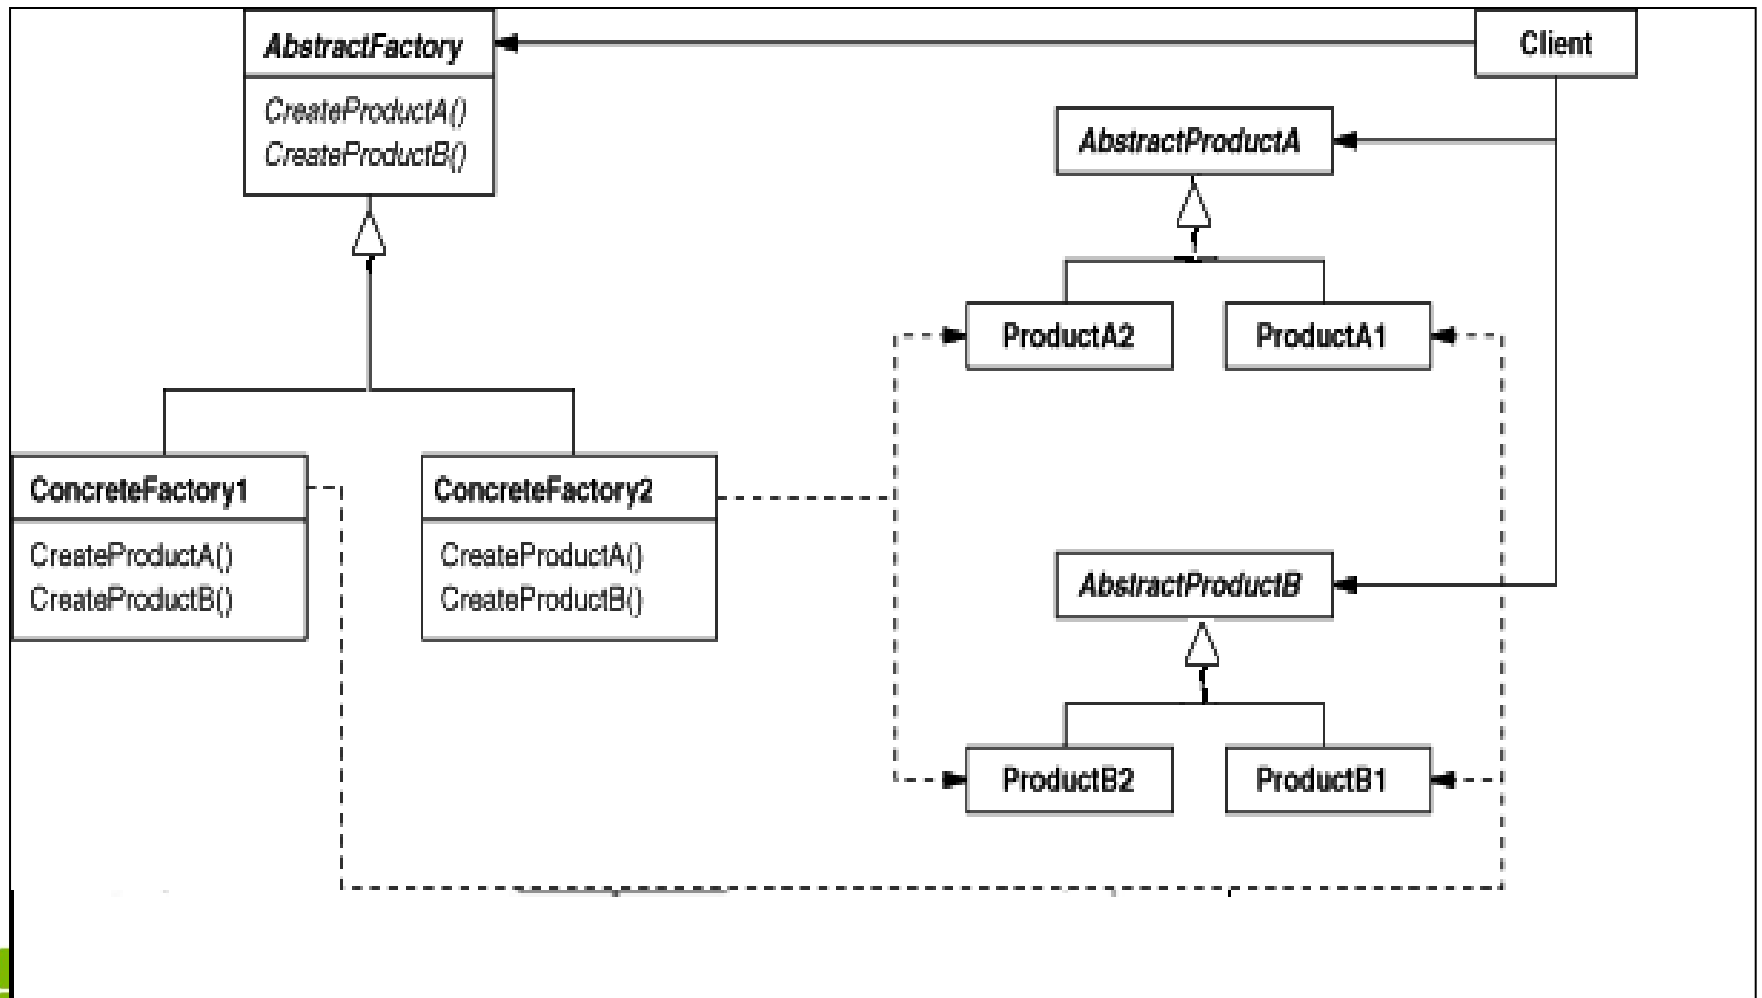 AbstractFactory
CreateProductA()
CreateProductB()
Client
AbstractProductA
ProductA2
ProductA1
ConcreteFactory1
CreateProductA()
CreateProductB()
ConcreteFactory2
CreateProductA()
CreateProductB()
AbstractProductB
ProductB2
ProductB1